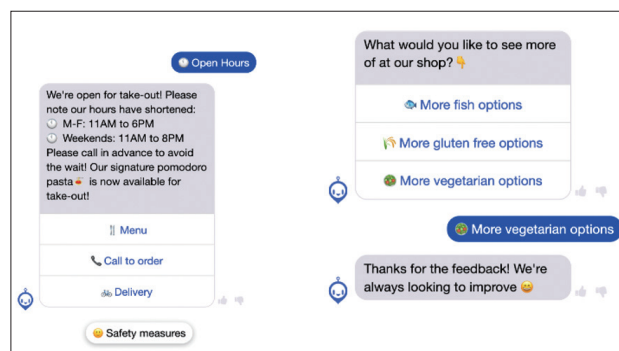 🕚 Open Hours
We're open for take-out! Please
note our hours have shortened:
🕚 M-F: 11AM to 6PM
🕚 Weekends: 11AM to 8PM
Please call in advance to avoid
the wait! Our signature pomodoro
pasta🍝 is now available for
take-out!
🍴 Menu
📞 Call to order
🚲 Delivery
😀 Safety measures
What would you like to see more
of at our shop?👇
🐟 More fish options
🌾 More gluten free options
🥗 More vegetarian options
🥗 More vegetarian options
Thanks for the feedback! We're
always looking to improve 😀